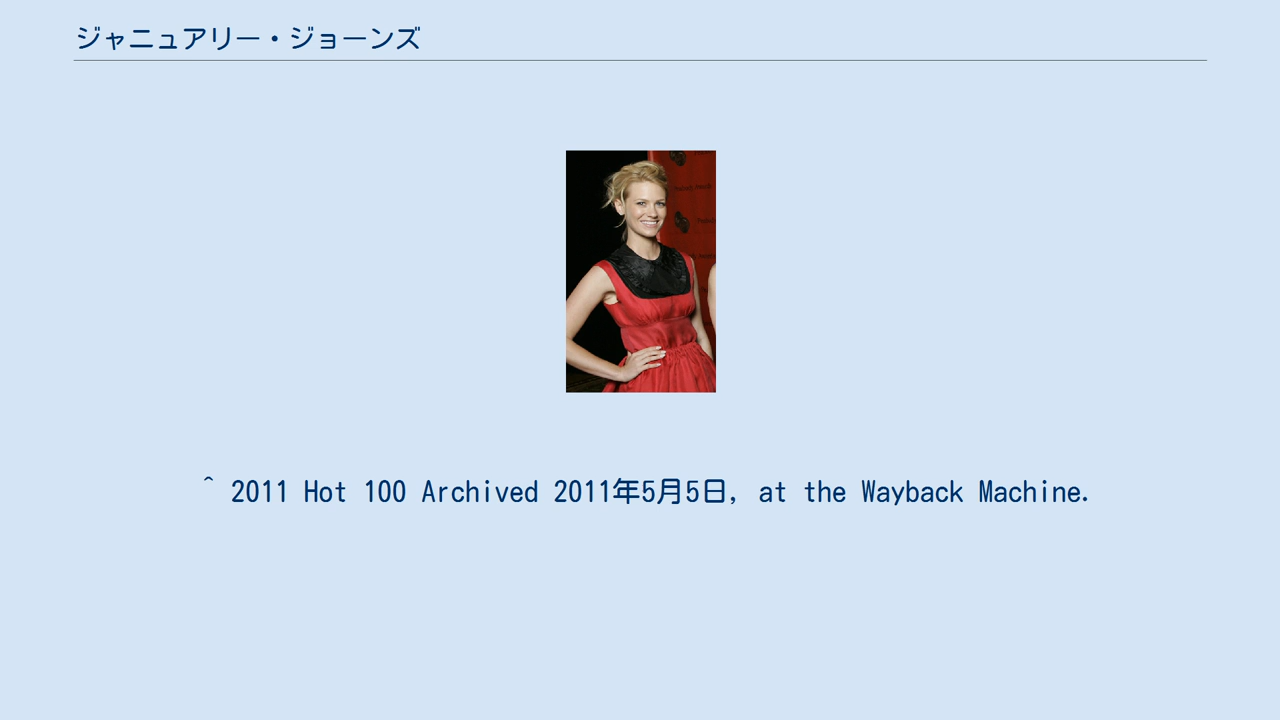 ジャニュアリー・ジョーンズ
^ 2011 Hot 100 Archived 2011年5月5日, at the Wayback Machine.